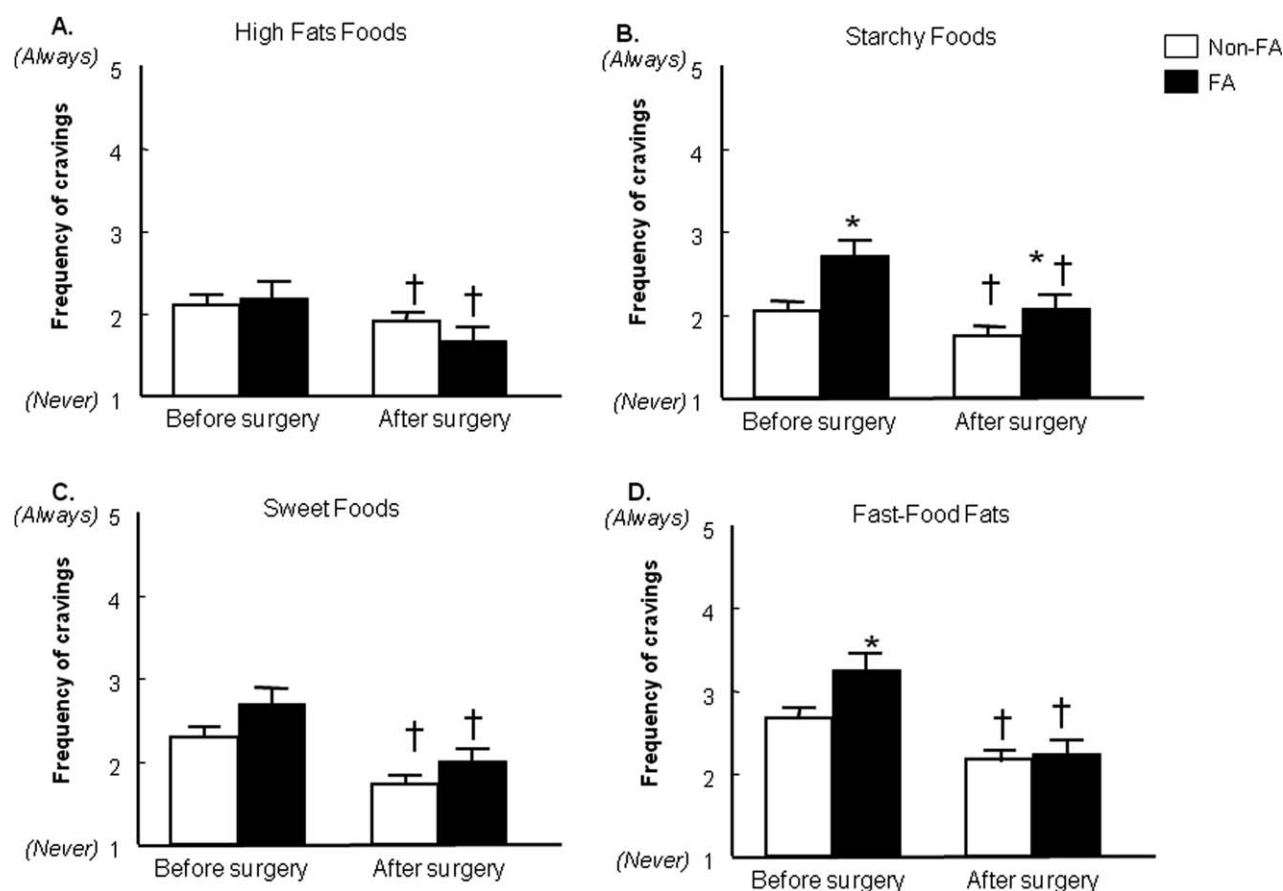 A.
High Fats Foods
(Always)
5
4
3
2
(Never) 1
Frequency of cravings
† †
Before surgery After surgery
B.
Starchy Foods
(Always)
5
4
3
2
(Never) 1
Frequency of cravings
*
† * †
Before surgery After surgery
Non-FA
FA
C.
Sweet Foods
(Always)
5
4
3
2
(Never) 1
Frequency of cravings
† †
Before surgery After surgery
D.
Fast-Food Fats
(Always)
5
4
3
2
(Never) 1
Frequency of cravings
*
† †
Before surgery After surgery